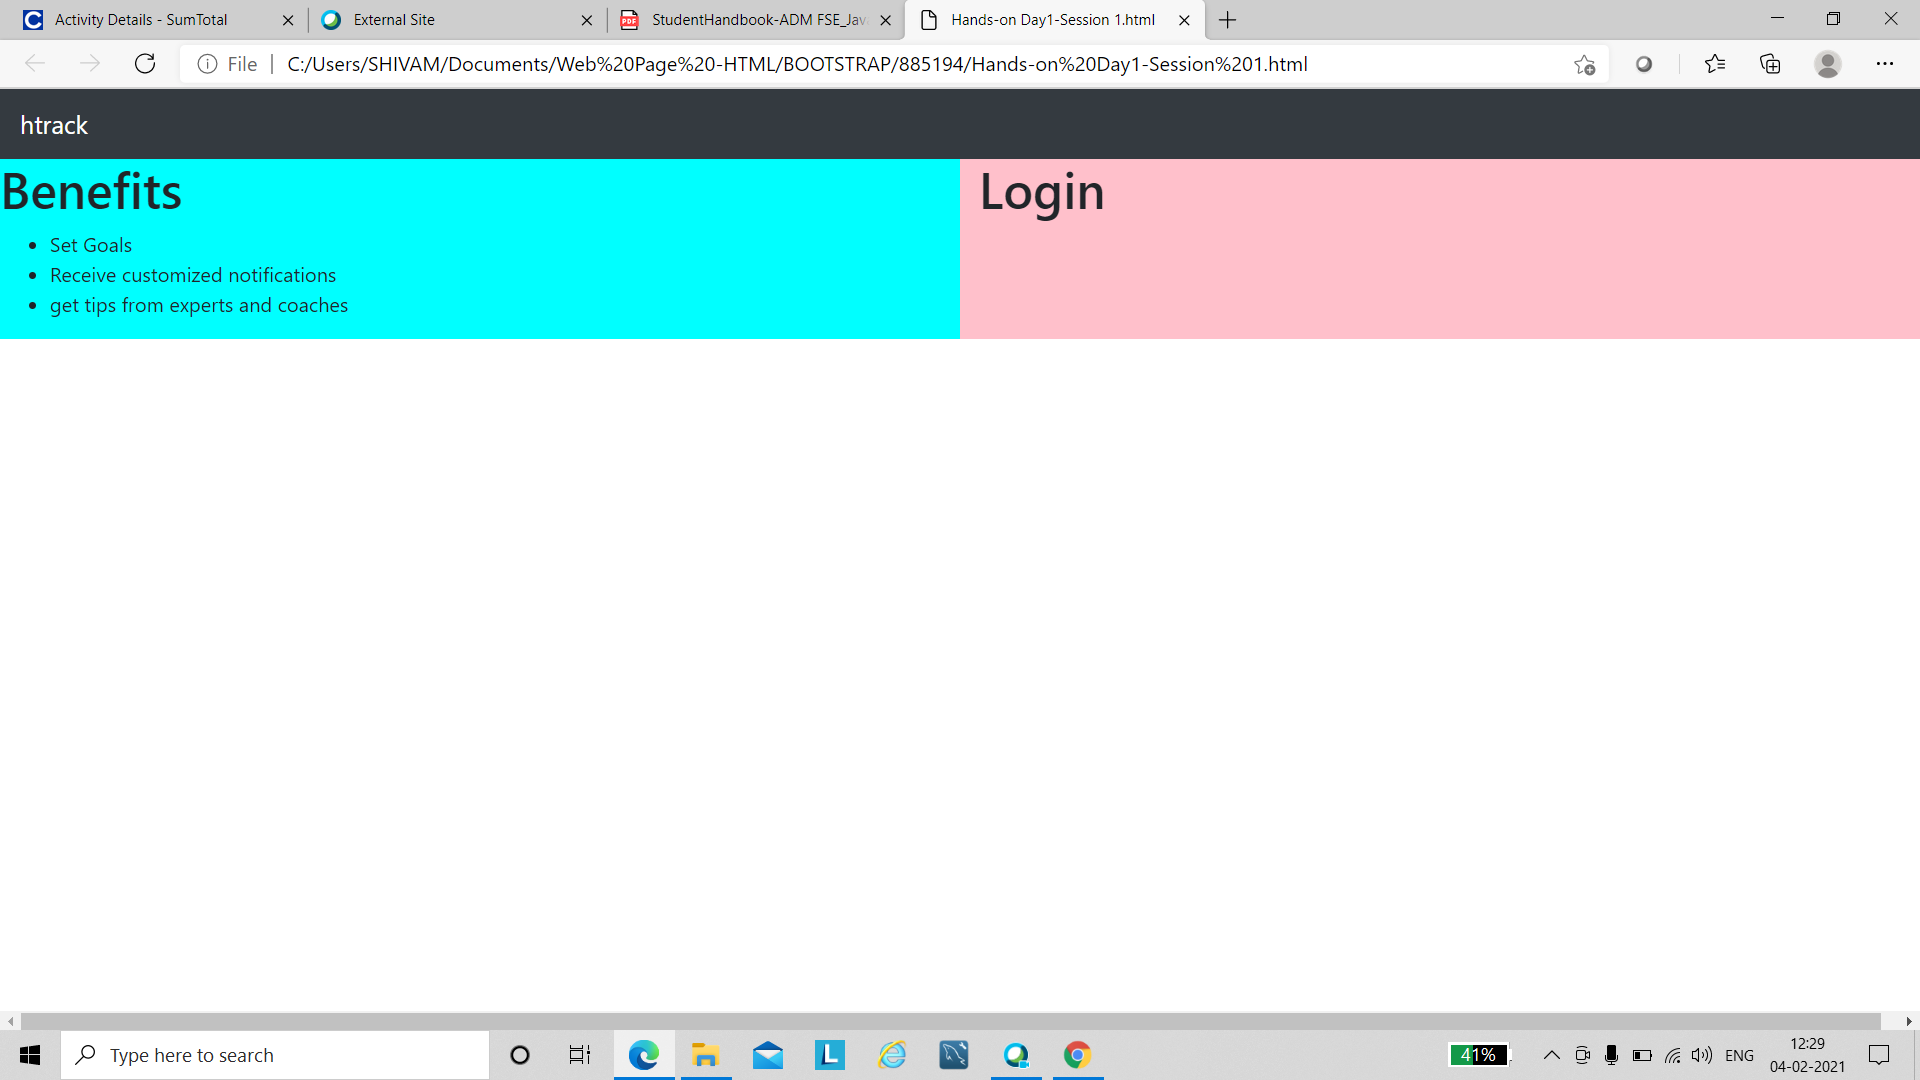 Activity Details - SumTotal
External Site
StudentHandbook-ADM FSE_Jav
Hands-on Day1-Session 1.html
File
C:/Users/SHIVAM/Documents/Web%20Page%20-HTML/BOOTSTRAP/885194/Hands-on%20Day1-Session%201.html
htrack
Benefits
• Set Goals
• Receive customized notifications
• get tips from experts and coaches
Login
Type here to search
41%
ENG
12:29
04-02-2021